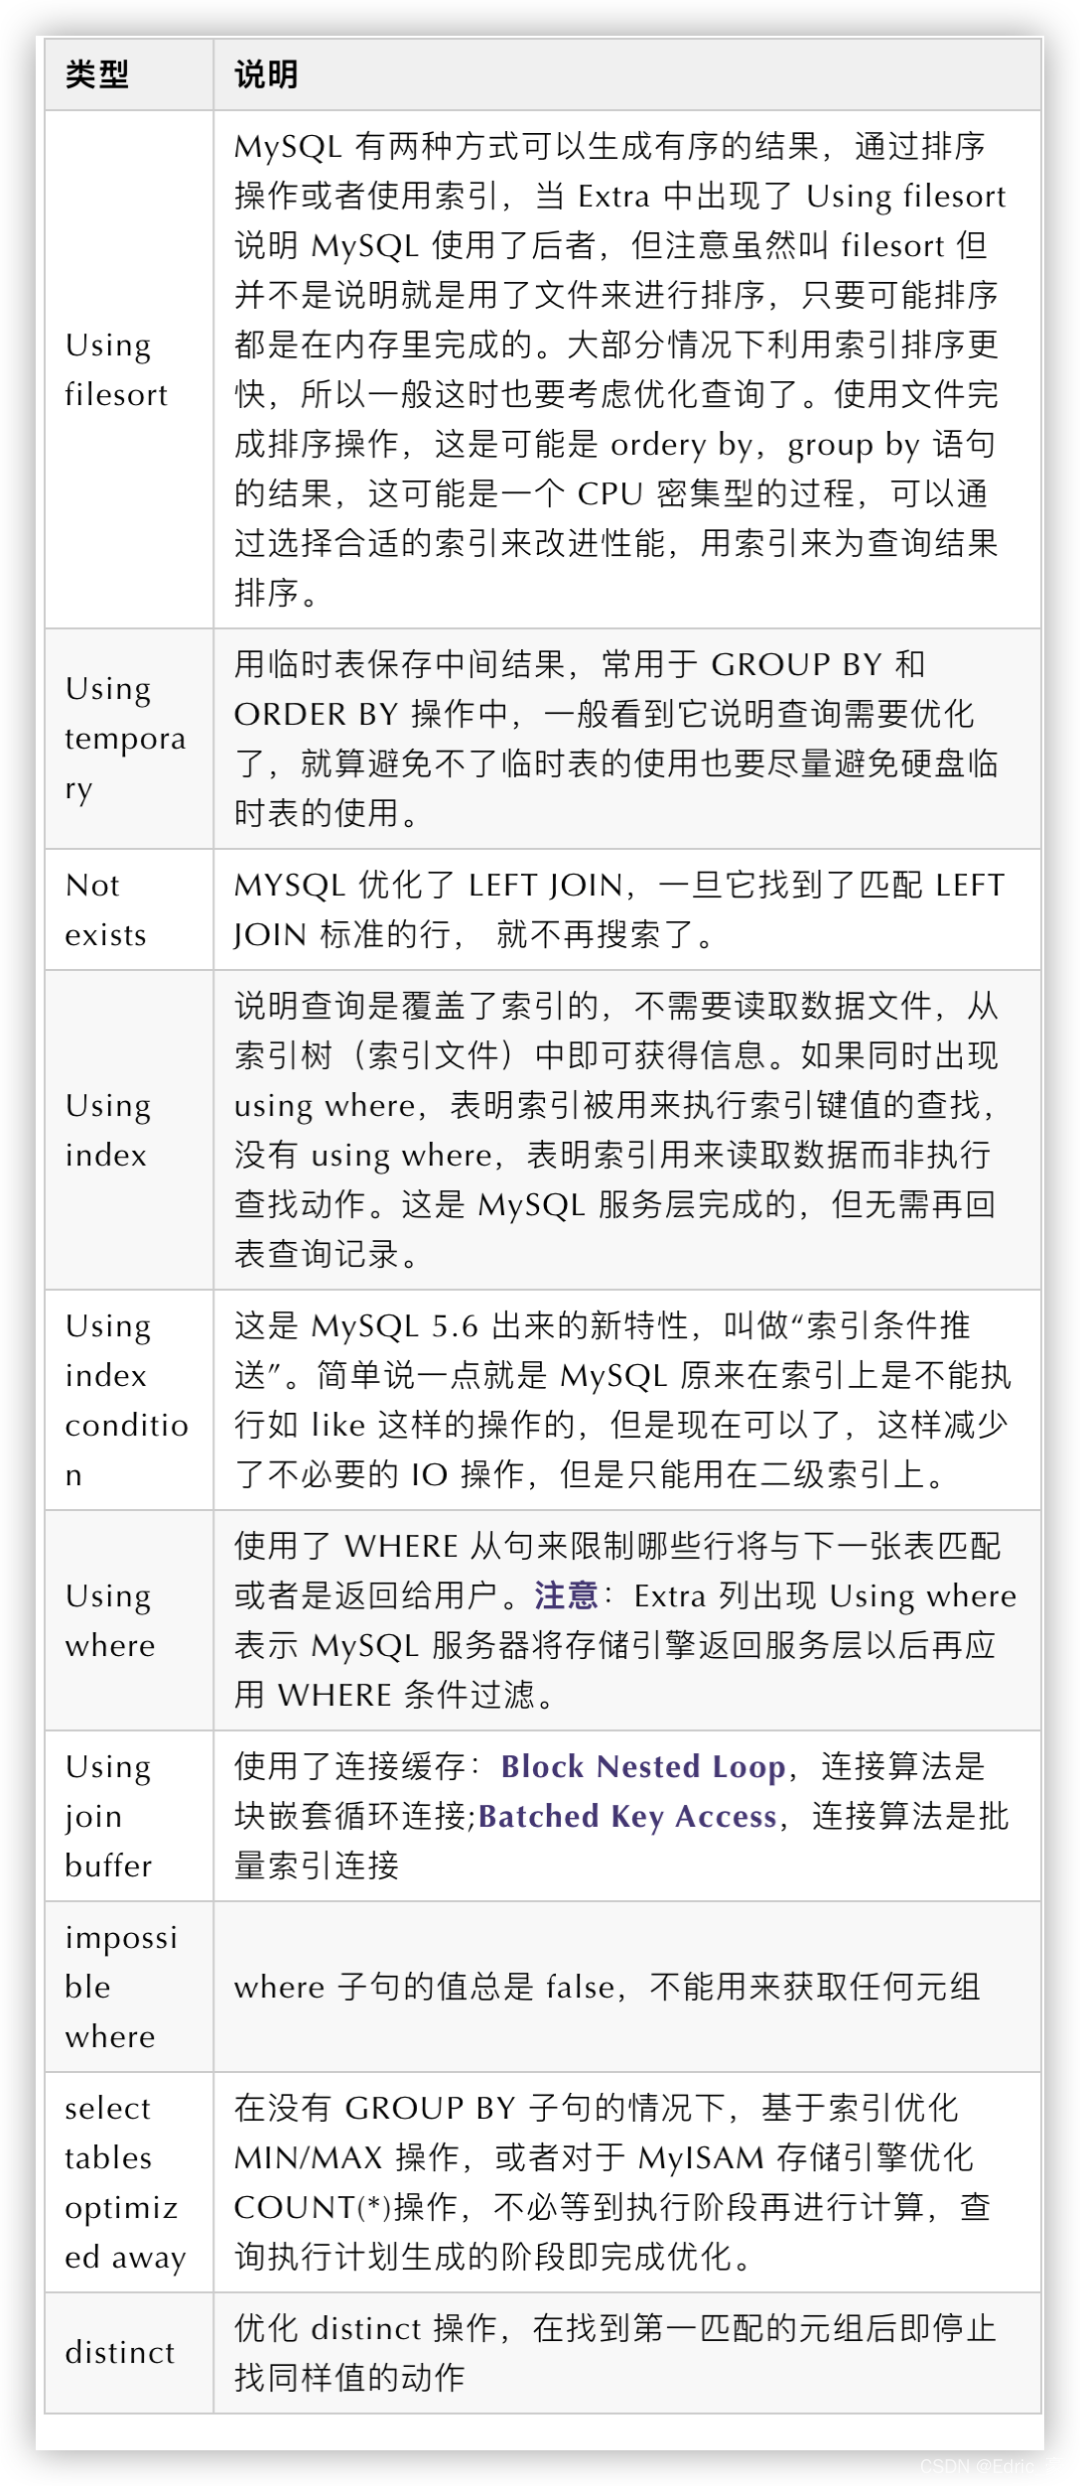 类型
说明
Using
filesort
MySQL 有两种方式可以生成有序的结果，通过排序
操作或者使用索引，当 Extra 中出现了 Using filesort
说明 MySQL 使用了后者，但注意虽然叫 filesort 但
并不是说明就是用了文件来进行排序，只要可能排序
都是在内存里完成的。大部分情况下利用索引排序更
快，所以一般这时也要考虑优化查询了。使用文件完
成排序操作，这是可能是 ordery by，group by 语句
的结果，这可能是一个 CPU 密集型的过程，可以通
过选择合适的索引来改进性能，用索引来为查询结果
排序。
Using
tempora
ry
用临时表保存中间结果，常用于 GROUP BY 和
ORDER BY 操作中，一般看到它说明查询需要优化
了，就算避免不了临时表的使用也要尽量避免硬盘临
时表的使用。
Not
exists
MYSQL 优化了 LEFT JOIN，一旦它找到了匹配 LEFT
JOIN 标准的行， 就不再搜索了。
Using
index
说明查询是覆盖了索引的，不需要读取数据文件，从
索引树（索引文件）中即可获得信息。如果同时出现
using where，表明索引被用来执行索引键值的查找，
没有 using where，表明索引用来读取数据而非执行
查找动作。这是 MySQL 服务层完成的，但无需再回
表查询记录。
Using
index
conditio
n
这是 MySQL 5.6 出来的新特性，叫做“索引条件推
送”。简单说一点就是 MySQL 原来在索引上是不能执
行如 like 这样的操作的，但是现在可以了，这样减少
了不必要的 IO 操作，但是只能用在二级索引上。
Using
where
使用了 WHERE 从句来限制哪些行将与下一张表匹配
或者是返回给用户。注意：Extra 列出现 Using where
表示 MySQL 服务器将存储引擎返回服务层以后再应
用 WHERE 条件过滤。
Using
join
buffer
使用了连接缓存：Block Nested Loop，连接算法是
块嵌套循环连接;Batched Key Access，连接算法是批
量索引连接
impossi
ble
where
where 子句的值总是 false，不能用来获取任何元组
select
tables
optimiz
ed away
在没有 GROUP BY 子句的情况下，基于索引优化
MIN/MAX 操作，或者对于 MyISAM 存储引擎优化
COUNT(*)操作，不必等到执行阶段再进行计算，查
询执行计划生成的阶段即完成优化。
distinct
优化 distinct 操作，在找到第一匹配的元组后即停止
找同样值的动作
CSDN @Edric